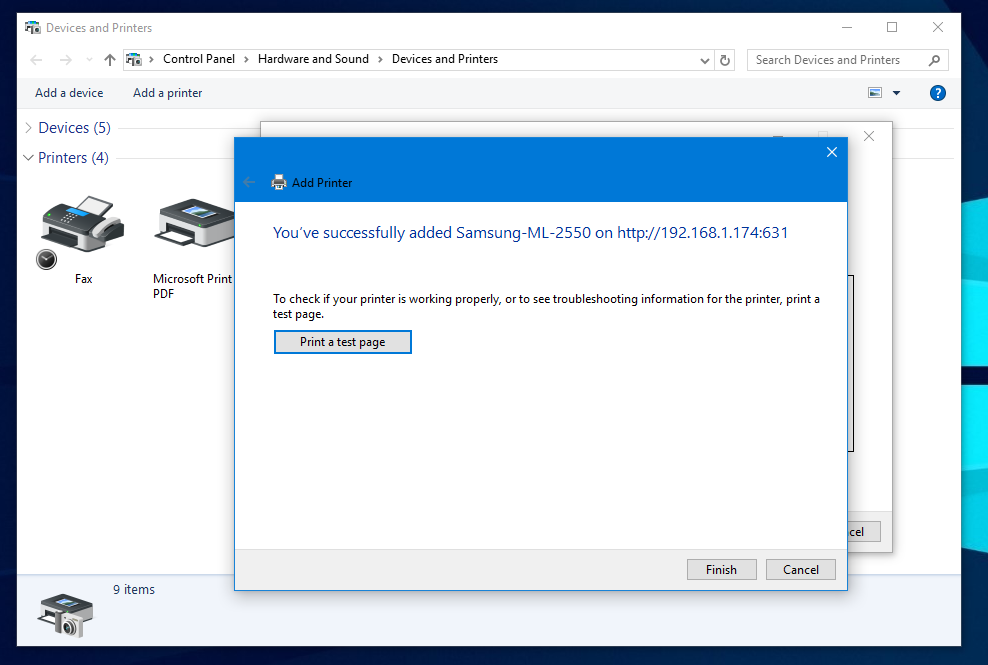 Devices and Printers
Control Panel > Hardware and Sound > Devices and Printers
Search Devices and Printers
Add a device
Add a printer
?
Devices (5)
Printers (4)
Fax
Microsoft Print
PDF
Add Printer
You've successfully added Samsung-ML-2550 on http://192.168.1.174:631
To check if your printer is working properly, or to see troubleshooting information for the printer, print a
test page.
Print a test page
cel
Finish
Cancel
9 items